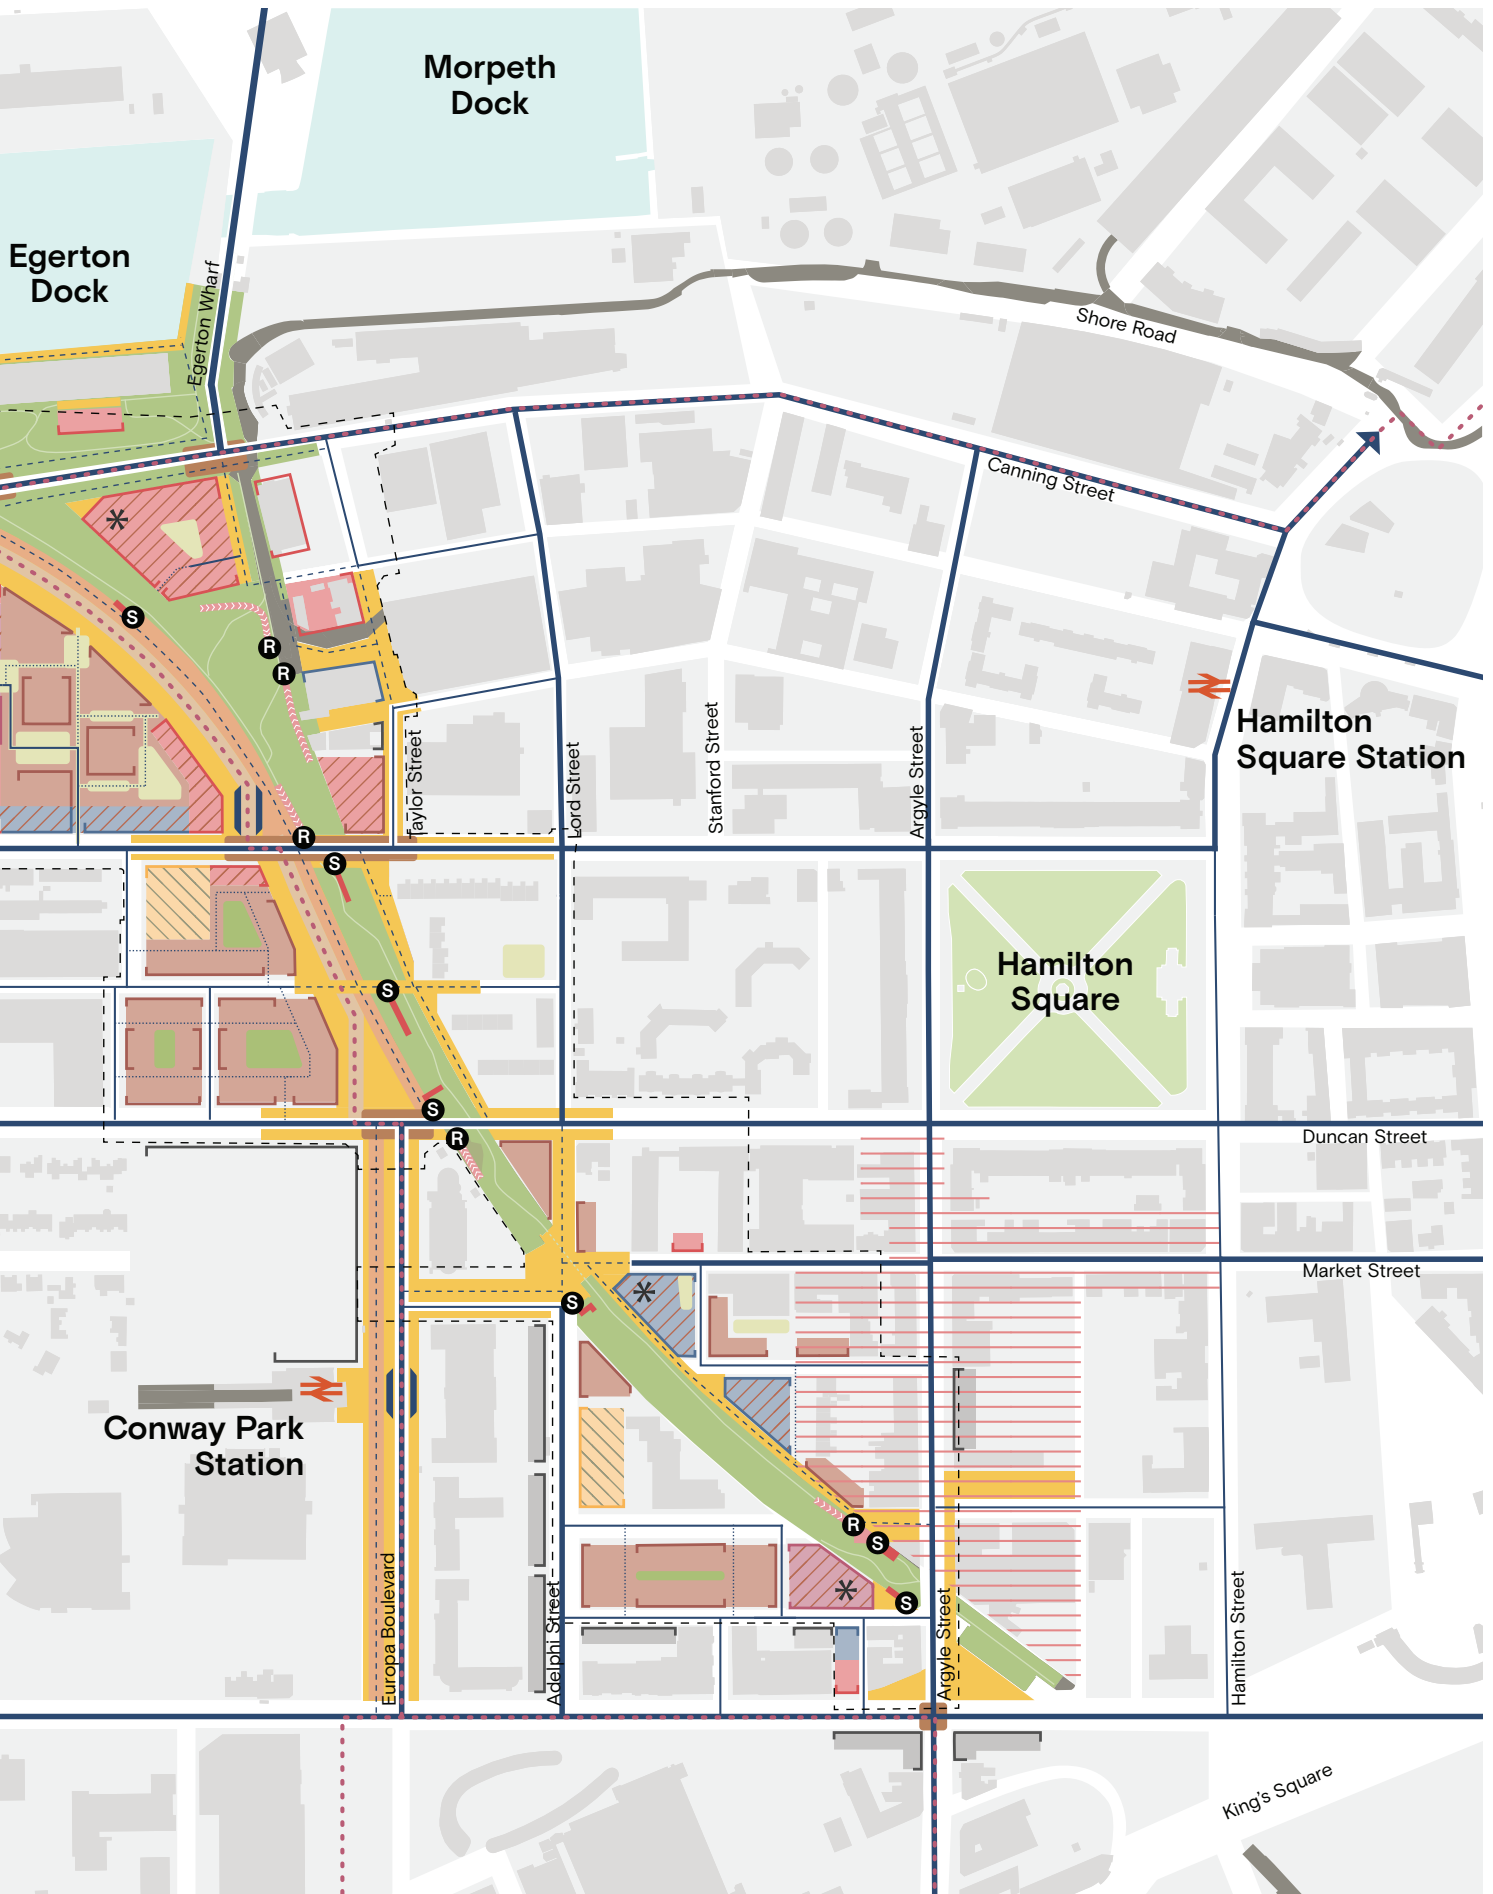 Morpeth
Dock
Egerton
Dock
Egerton Wharf
Shore Road
Canning Street
*
S
R
R
Hamilton
Square Station
Taylor Street
Lord Street
Stanford Street
Argyle Street
R
S
Hamilton
Square
S
S
R
Duncan Street
Market Street
S
*
Conway Park
Station
R
S
*
S
Europa Boulevard
Adelphi Street
Argyle Street
Hamilton Street
King's Square